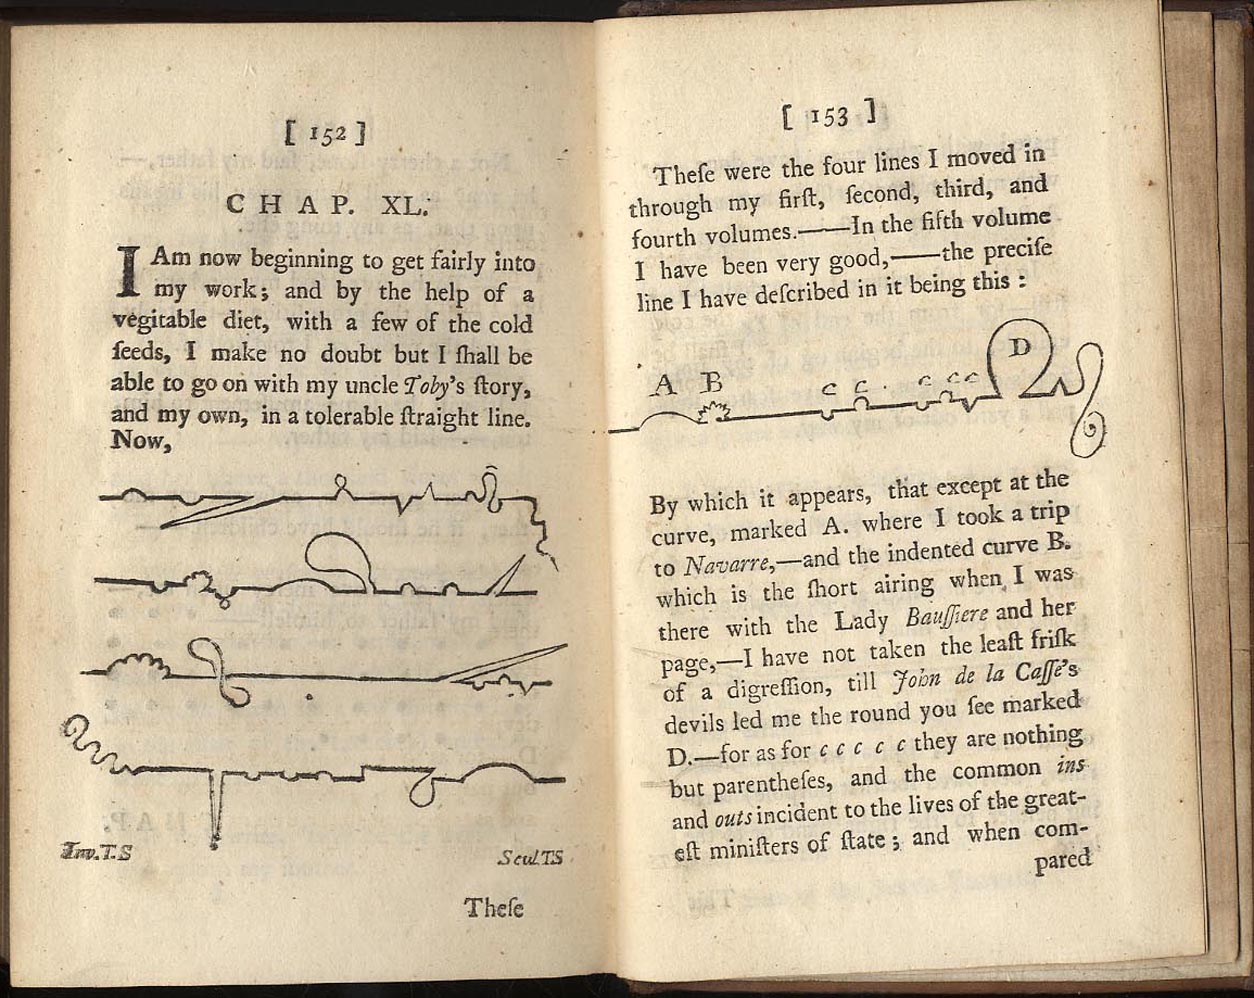 [ 152 ]
C H A P. XL.
I Am now beginning to get fairly into
my work; and by the help of a
vegitable diet, with a few of the cold
ſeeds, I make no doubt but I ſhall be
able to go on with my uncle Toby's ſtory,
and my own, in a tolerable ſtraight line.
Now,
Inv.T.S
Scul.T.S
Theſe
[ 153 ]
Theſe were the four lines I moved in
through my firſt, ſecond, third, and
fourth volumes.——In the fifth volume
I have been very good,——the preciſe
line I have deſcribed in it being this :
A B c c c c c D
By which it appears, that except at the
curve, marked A. where I took a trip
to Navarre,—and the indented curve B.
which is the ſhort airing when I was
there with the Lady Bauſſiere and her
page,—I have not taken the leaſt friſk
of a digreſſion, till John de la Caſſe's
devils led me the round you ſee marked
D.—for as for c c c c c they are nothing
but parentheſes, and the common ins
and outs incident to the lives of the great-
eſt miniſters of ſtate ; and when com-
pared